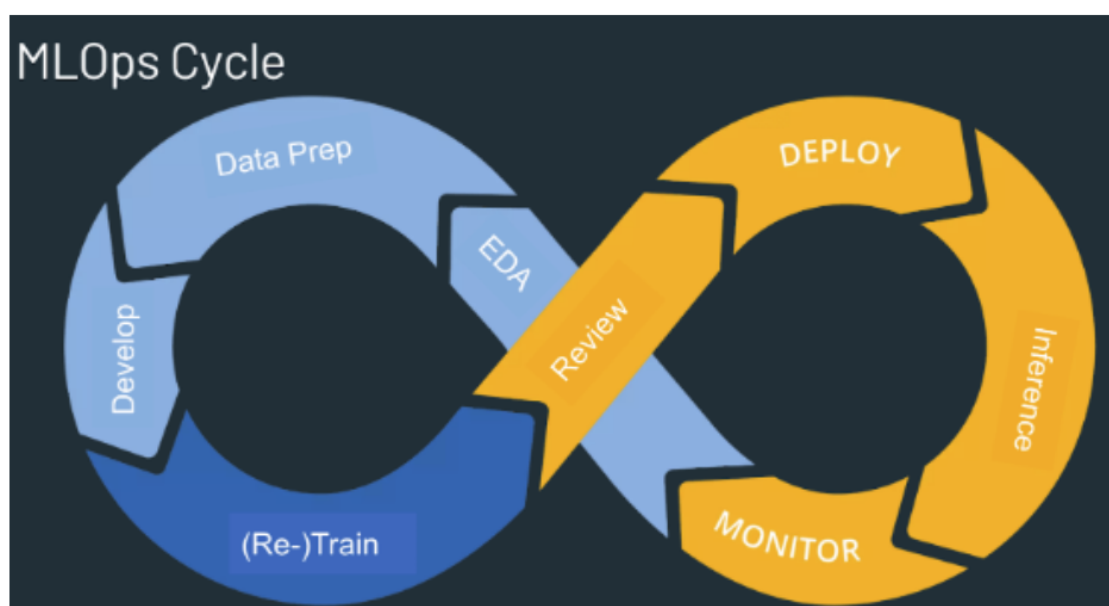 MLOps Cycle
Data Prep
DEPLOY
EDA
Review
Develop
Inference
(Re-)Train
MONITOR